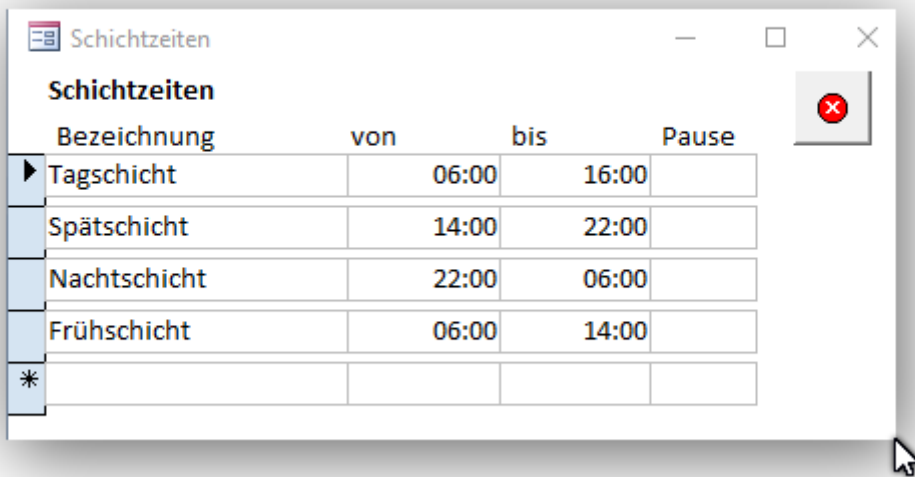 Schichtzeiten
Schichtzeiten
Bezeichnung von bis Pause
Tagschicht 06:00 16:00
Spätschicht 14:00 22:00
Nachtschicht 22:00 06:00
Frühschicht 06:00 14:00